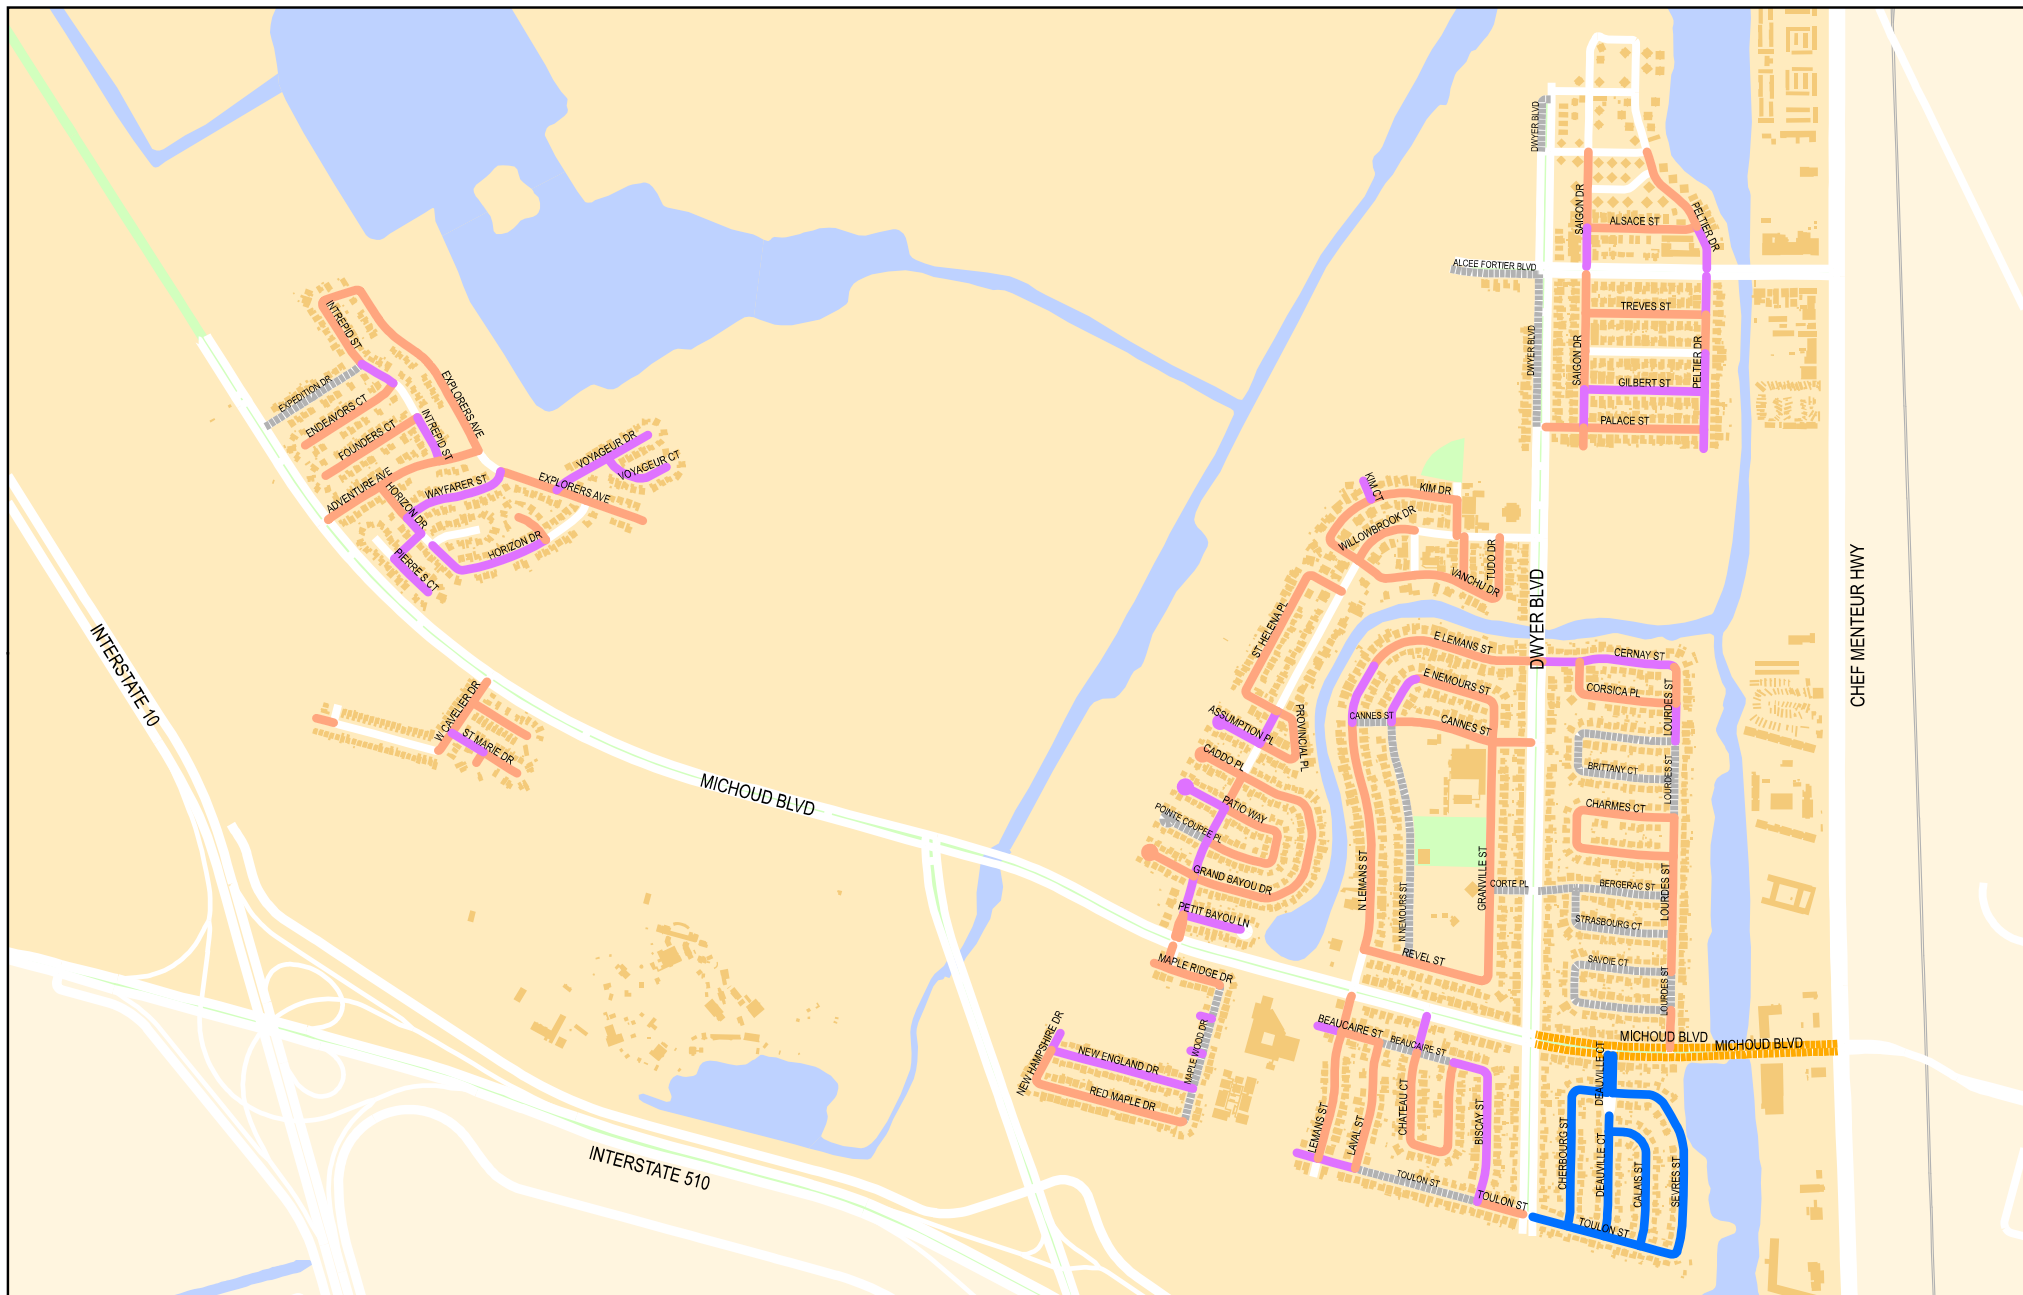 DWYER BLVD
SAIGON DR
ALSACE ST
PELTIER DR
ALCEE FORTIER BLVD
TREVES ST
DWYER BLVD
SAIGON DR
PELTIER DR
GILBERT ST
PALACE ST
INTREPID ST
EXPEDITION DR
EXPLORERS AVE
ENDEAVORS CT
FOUNDERS CT
INTREPID ST
ADVENTURE AVE
HORIZON DR
WAYFARER ST
VOYAGEUR DR
VOYAGEUR CT
EXPLORERS AVE
HORIZON DR
PIERRE S CT
KIM CT
KIM DR
WILLOWBROOK DR
VANCHU DR
TUDO DR
DWYER BLVD
CHEF MENTEUR HWY
INTERSTATE 10
ST HELENA PL
E LEMANS ST
CERNAY ST
E NEMOURS ST
CORSICA PL
LOURDES ST
W CAVELIER DR
ST MARIE DR
ASSUMPTION PL
PROVINCIAL PL
CANNES ST
CANNES ST
CADDO PL
BRITTANY CT
LOURDES ST
MICHOUD BLVD
PATIO WAY
POINTE COUPEE PL
CHARMES CT
GRAND BAYOU DR
N LEMANS ST
N NEMOURS ST
GRANVILLE ST
CORTE PL
BERGERAC ST
LOURDES ST
PETIT BAYOU LN
STRASBOURG CT
REVEL ST
SAVOIE CT
LOURDES ST
MAPLE RIDGE DR
NEW HAMPSHIRE DR
MAPLE WOOD DR
NEW ENGLAND DR
RED MAPLE DR
BEAUCAIRE ST
BEAUCAIRE ST
MICHOUD BLVD
MICHOUD BLVD
DEAUVILLE CT
LEMANS ST
LAVAL ST
CHATEAU CT
BISCAY ST
CHERBOURG ST
DEAUVILLE CT
CALAIS ST
SEVRES ST
TOULON ST
TOULON ST
TOULON ST
INTERSTATE 510